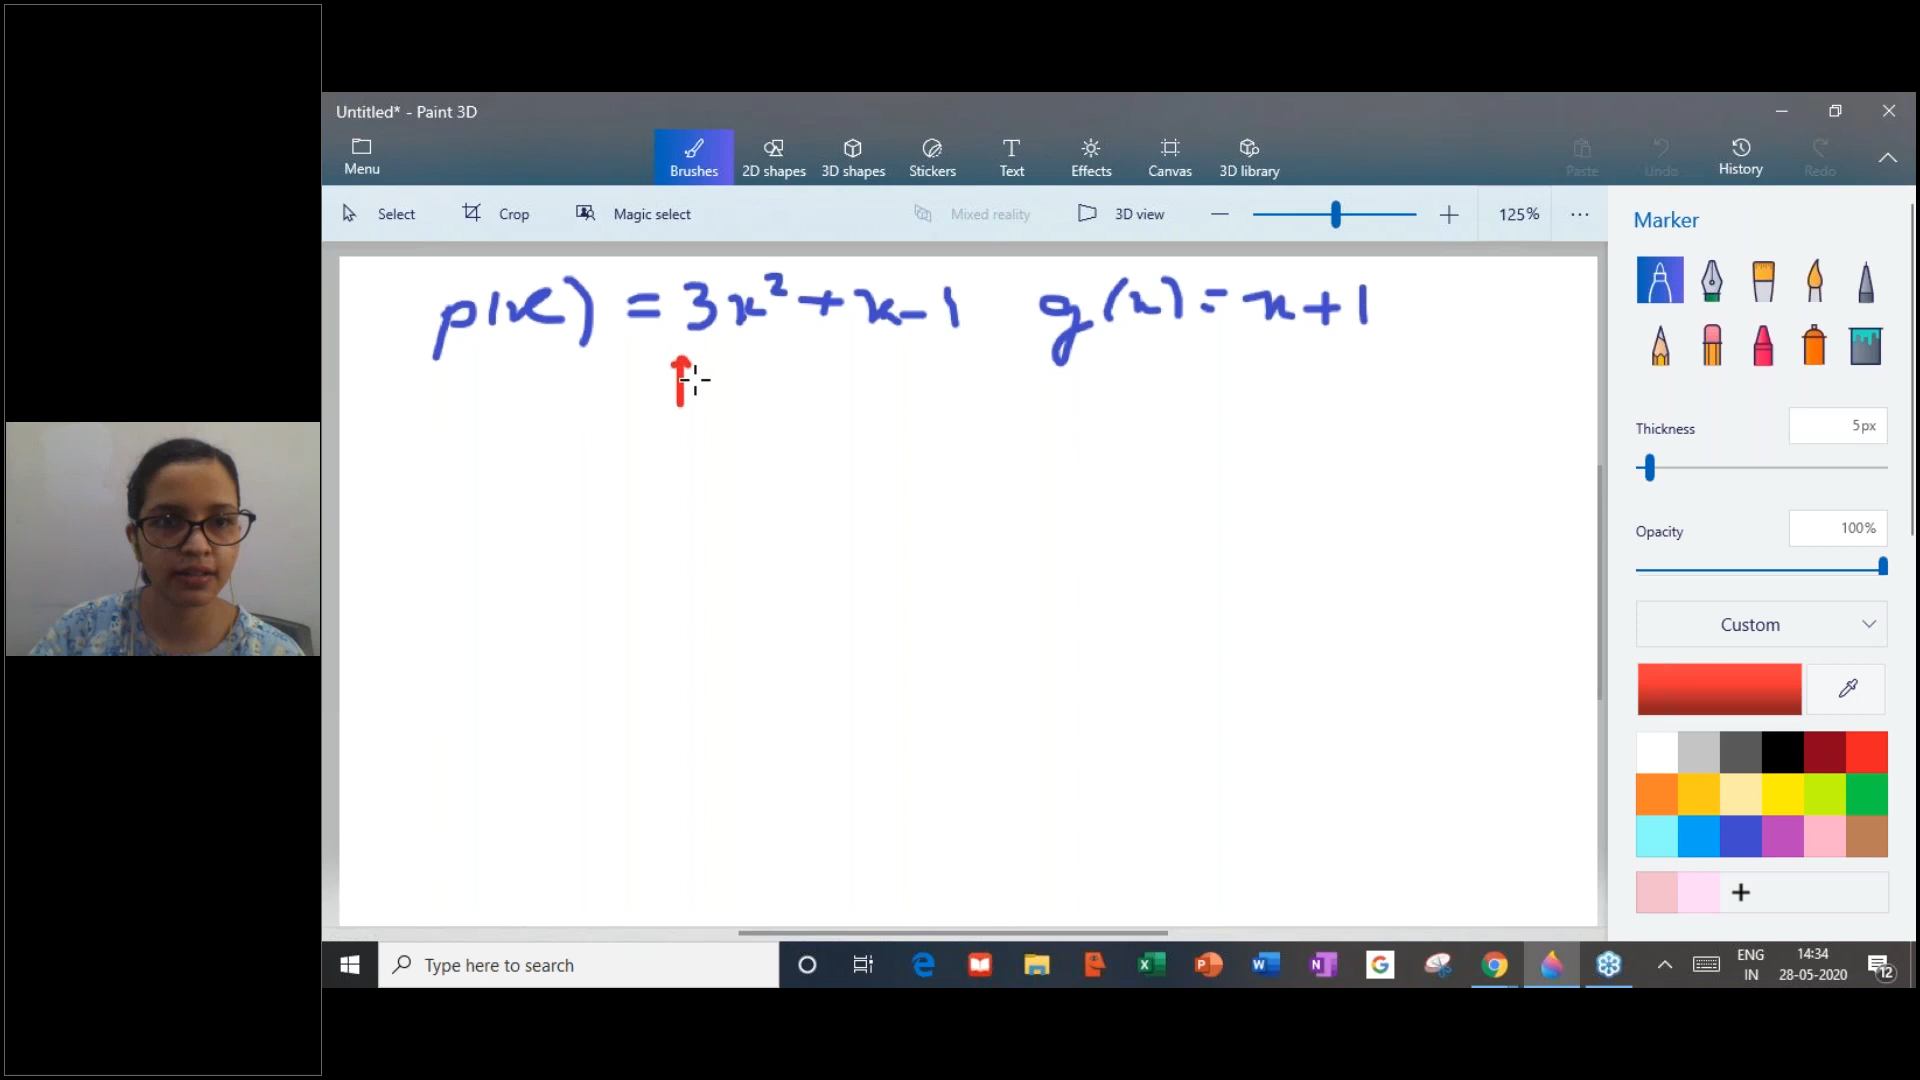 Untitled* - Paint 3D
Menu
Brushes
2D shapes
3D shapes
Stickers
Text
Effects
Canvas
3D library
Paste
Undo
History
Redo
Select
Crop
Magic select
Mixed reality
3D view
125%
Marker
p(x) = 3x² + x - 1 g(x) = x + 1
Thickness
5px
Opacity
100%
Custom
Type here to search
ENG
IN
14:34
28-05-2020
12